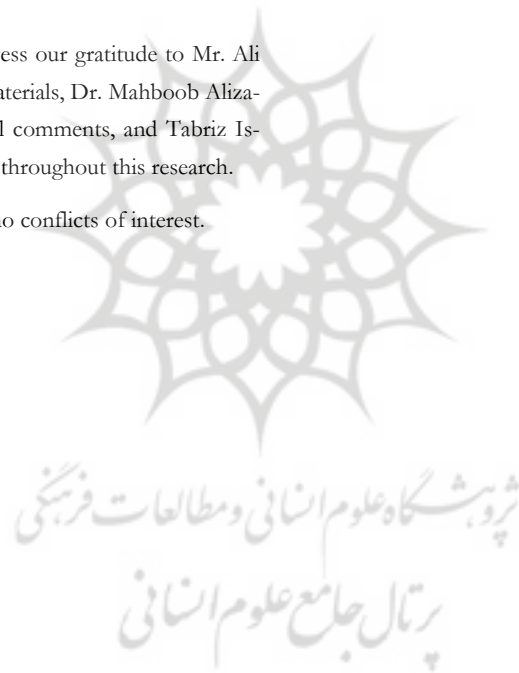 ress our gratitude to Mr. Ali
aterials, Dr. Mahboob Aliza-
l comments, and Tabriz Is-
throughout this research.
no conflicts of interest.
پژوهشگاه علوم انسانی و مطالعات فرهنگی
پرتال جامع علوم انسانی